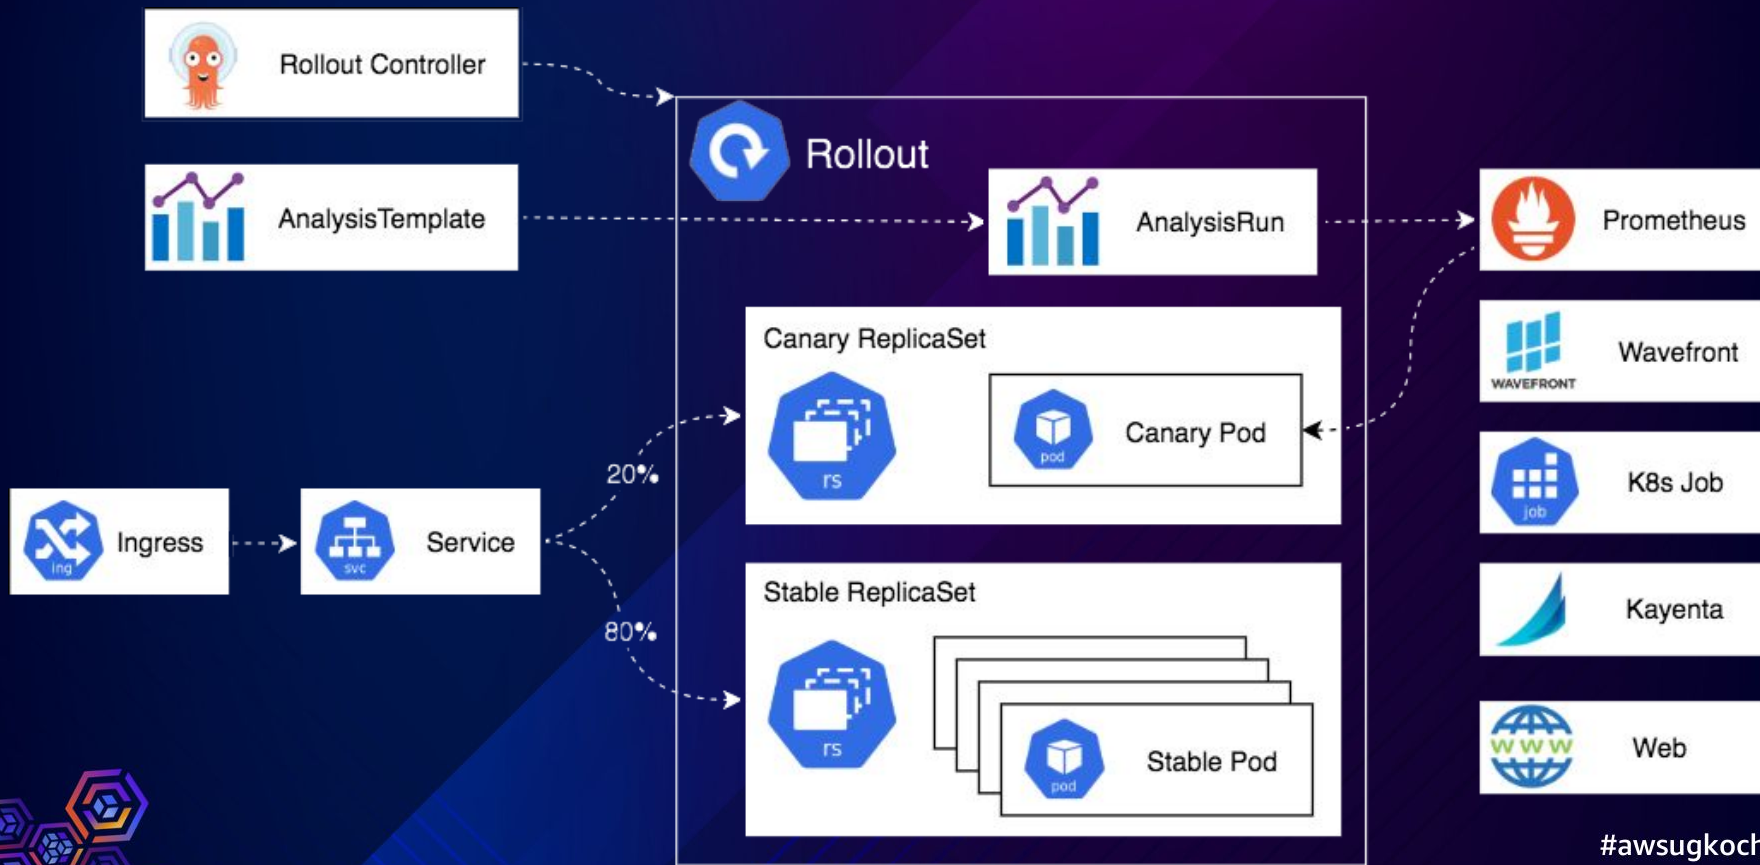 Rollout Controller
AnalysisTemplate
Rollout
AnalysisRun
Prometheus
Canary ReplicaSet
rs
pod
Canary Pod
WAVEFRONT
Wavefront
20%
ing
Ingress
svc
Service
job
K8s Job
80%
Stable ReplicaSet
rs
pod
Stable Pod
Kayenta
WWW
Web
#awsugkoch